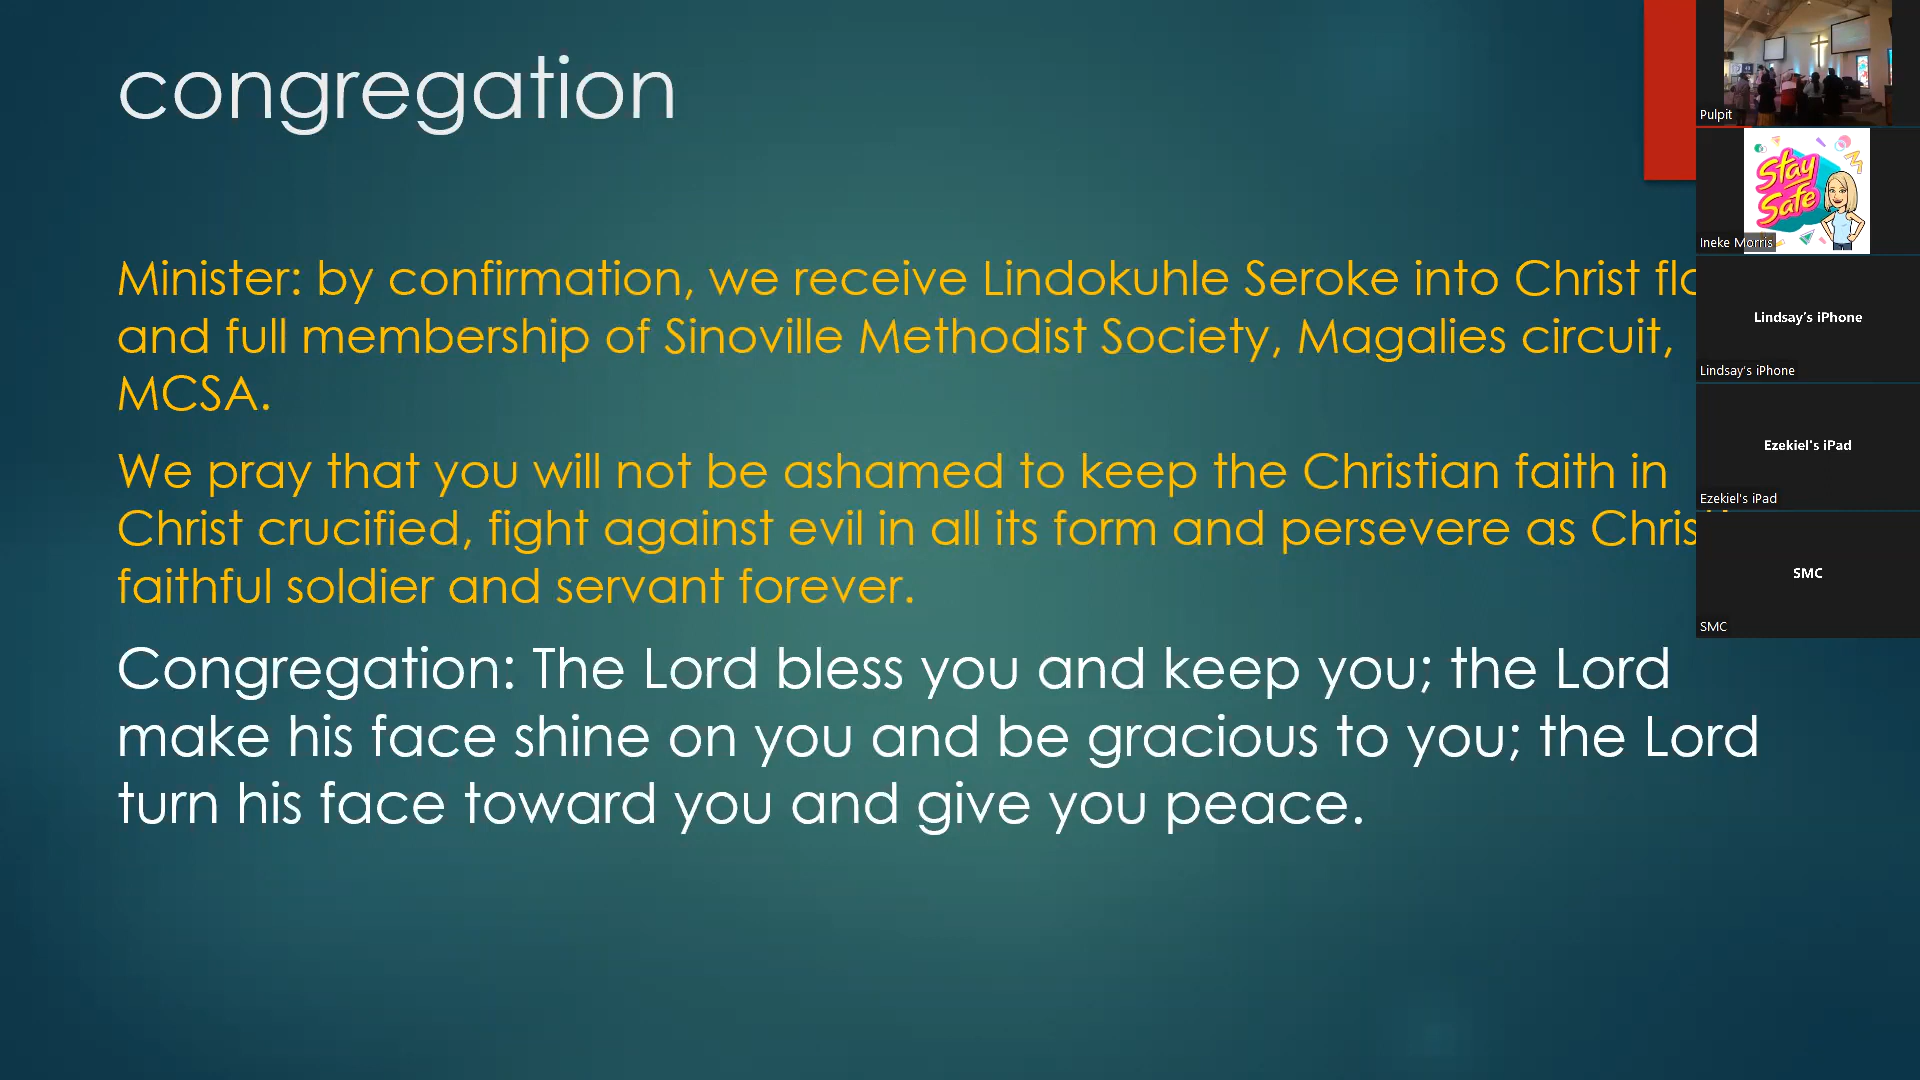 congregation
Minister: by confirmation, we receive Lindokuhle Seroke into Christ
and full membership of Sinoville Methodist Society, Magalies circuit,
MCSA.
We pray that you will not be ashamed to keep the Christian faith in
Christ crucified, fight against evil in all its form and persevere as
faithful soldier and servant forever.
Congregation: The Lord bless you and keep you; the Lord
make his face shine on you and be gracious to you; the Lord
turn his face toward you and give you peace.
Pulpit
Stay
Safe
Ineke Morris
Lindsay's iPhone
Lindsay's iPhone
Ezekiel's iPad
Ezekiel's iPad
SMC
SMC